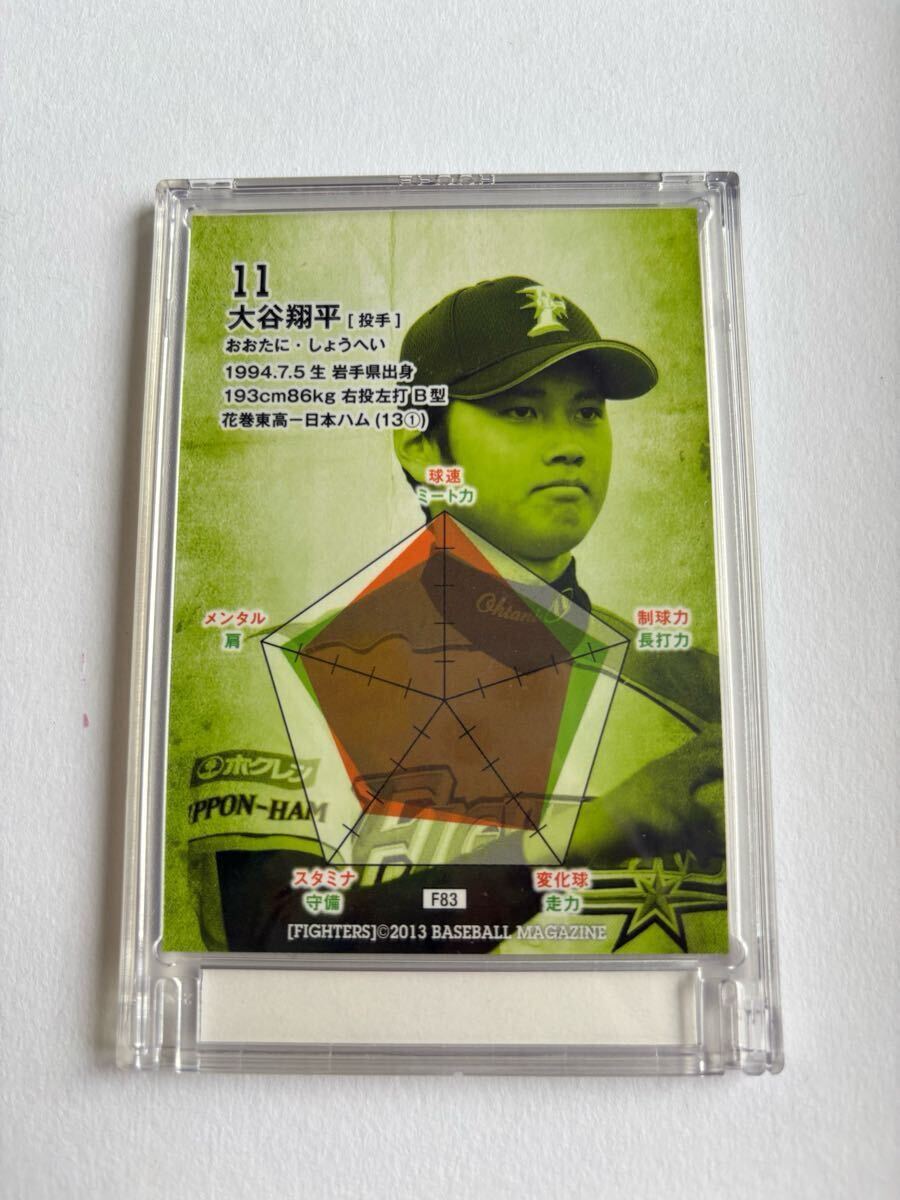 EPOCH
11
大谷翔平 [投手]
おおたに・しょうへい
1994.7.5生 岩手県出身
193cm86kg 右投左打 B型
花巻東高ー日本ハム(13①)
球速
ミート力
メンタル
肩
制球力
長打力
Ohtani
ホクレン
NIPPON-HAM
スタミナ
守備
変化球
走力
F83
[FIGHTERS]©2013 BASEBALL MAGAZINE